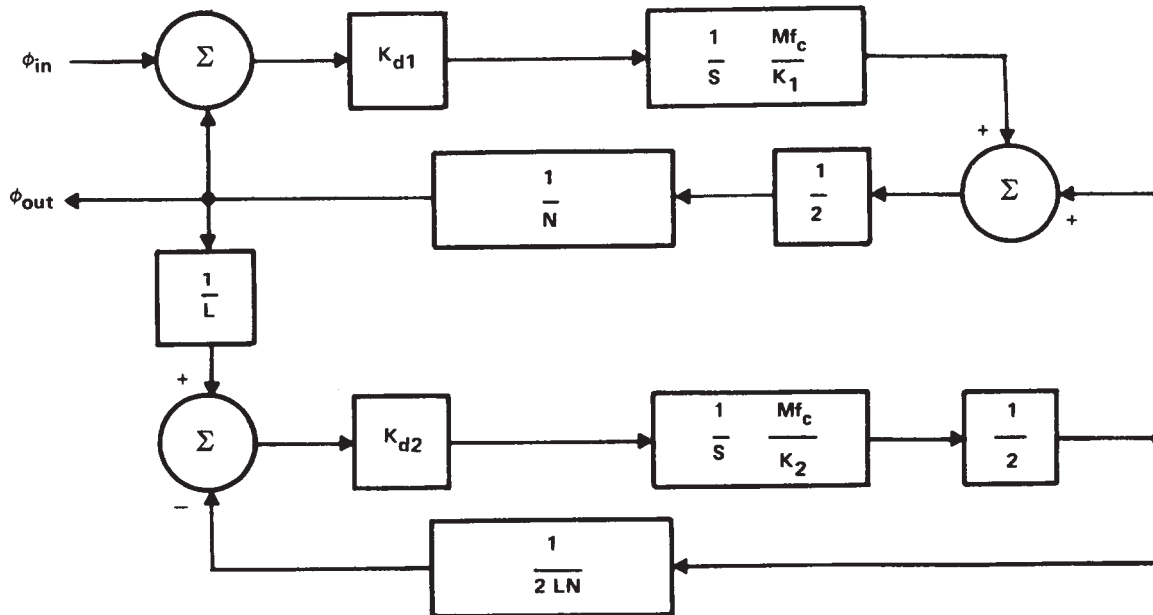 ϕin
Σ
Kd1
1/S Mfc/K1
+
ϕout
1/N
1/2
Σ
+
1/L
+
Σ
Kd2
1/S Mfc/K2
1/2
−
1/2 LN